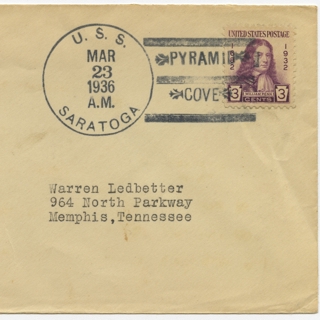 U. S. S.
MAR
23
1936
A.M.
SARATOGA
PYRAMID
COVE
UNITED STATES POSTAGE
1932
3 CENTS 3
Warren Ledbetter
964 North Parkway
Memphis,Tennessee